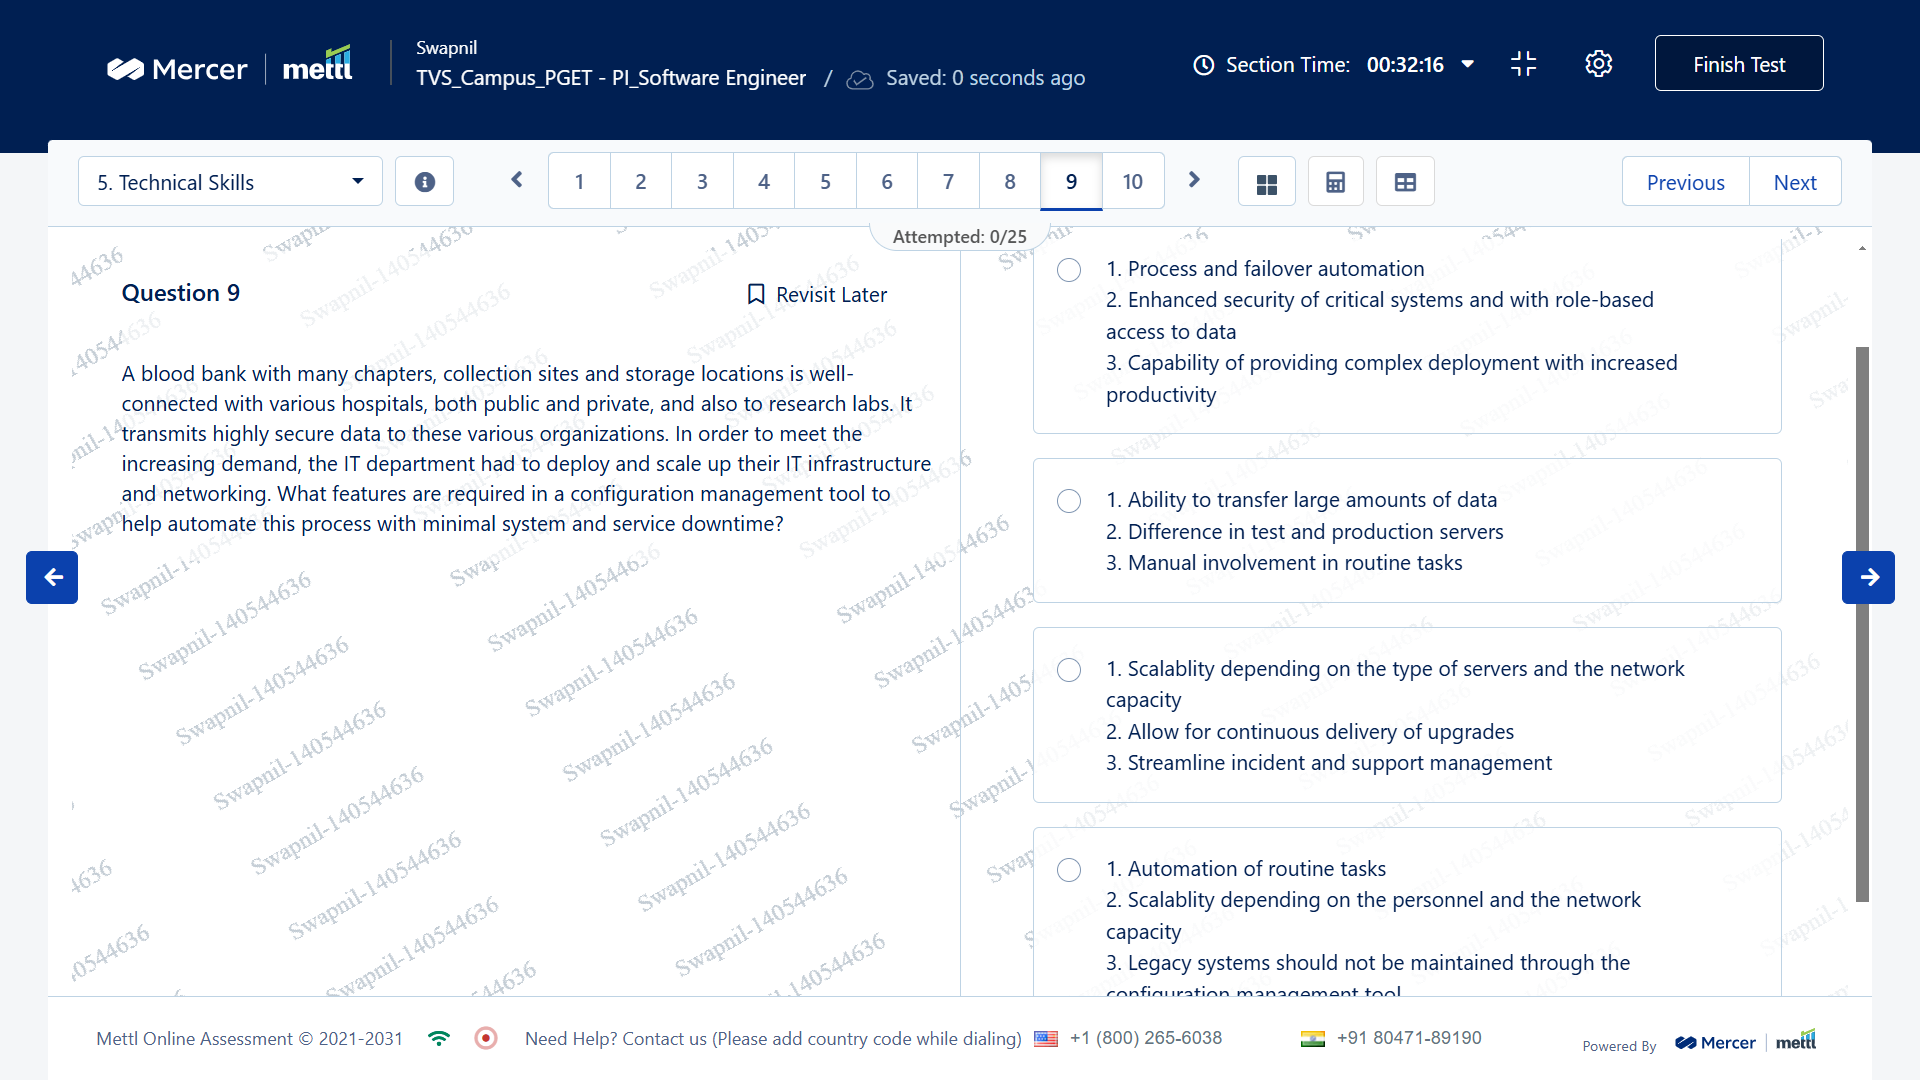 Mercer
mettl
Swapnil
TVS_Campus_PGET - PI_Software Engineer / Saved: 0 seconds ago
Section Time: 00:32:16
Finish Test
5. Technical Skills
1 2 3 4 5 6 7 8 9 10
Previous
Next
Attempted: 0/25
Question 9
Revisit Later
A blood bank with many chapters, collection sites and storage locations is well-
connected with various hospitals, both public and private, and also to research labs. It
transmits highly secure data to these various organizations. In order to meet the
increasing demand, the IT department had to deploy and scale up their IT infrastructure
and networking. What features are required in a configuration management tool to
help automate this process with minimal system and service downtime?
1. Process and failover automation
2. Enhanced security of critical systems and with role-based
access to data
3. Capability of providing complex deployment with increased
productivity
1. Ability to transfer large amounts of data
2. Difference in test and production servers
3. Manual involvement in routine tasks
1. Scalablity depending on the type of servers and the network
capacity
2. Allow for continuous delivery of upgrades
3. Streamline incident and support management
1. Automation of routine tasks
2. Scalablity depending on the personnel and the network
capacity
3. Legacy systems should not be maintained through the
configuration management tool
Swapnil-140544636
Mettl Online Assessment © 2021-2031
Need Help? Contact us (Please add country code while dialing)
+1 (800) 265-6038
+91 80471-89190
Powered By
Mercer
mettl